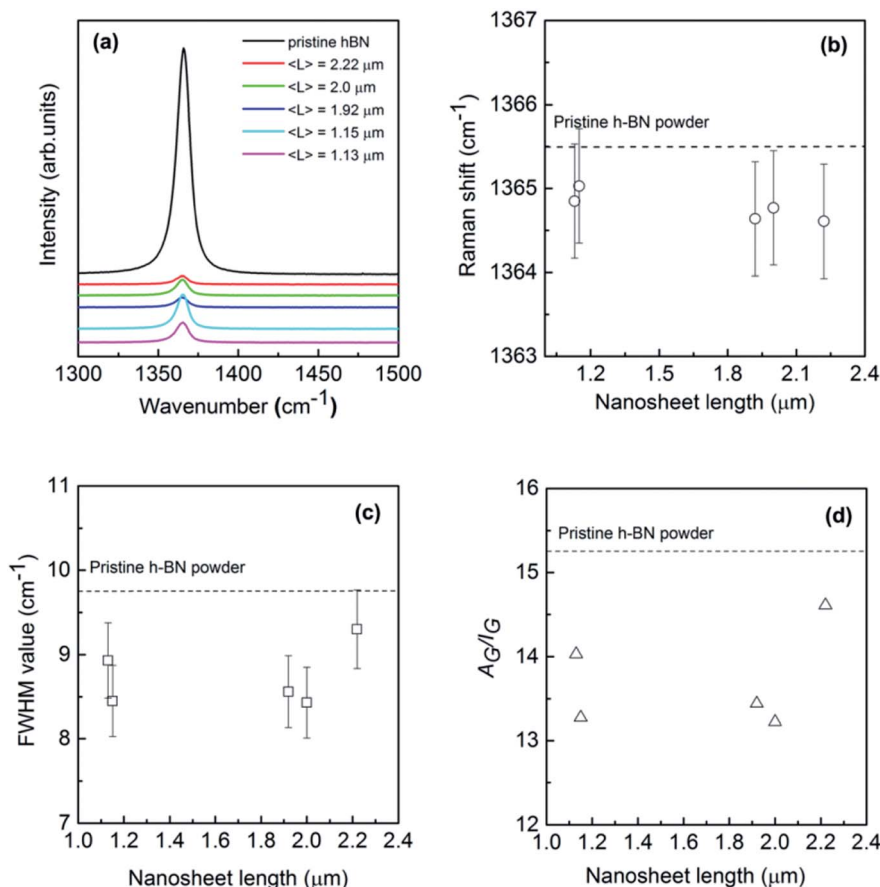 (a)
pristine hBN
<L> = 2.22 μm
<L> = 2.0 μm
<L> = 1.92 μm
<L> = 1.15 μm
<L> = 1.13 μm
Intensity (arb.units)
1300 1350 1400 1450 1500
Wavenumber (cm-1)
(b)
Pristine h-BN powder
Raman shift (cm-1)
1367
1366
1365
1364
1363
1.2 1.5 1.8 2.1 2.4
Nanosheet length (μm)
(c)
Pristine h-BN powder
FWHM value (cm-1)
11
10
9
8
7
1.0 1.2 1.4 1.6 1.8 2.0 2.2 2.4
Nanosheet length (μm)
(d)
Pristine h-BN powder
AG/IG
16
15
14
13
12
1.0 1.2 1.4 1.6 1.8 2.0 2.2 2.4
Nanosheet length (μm)